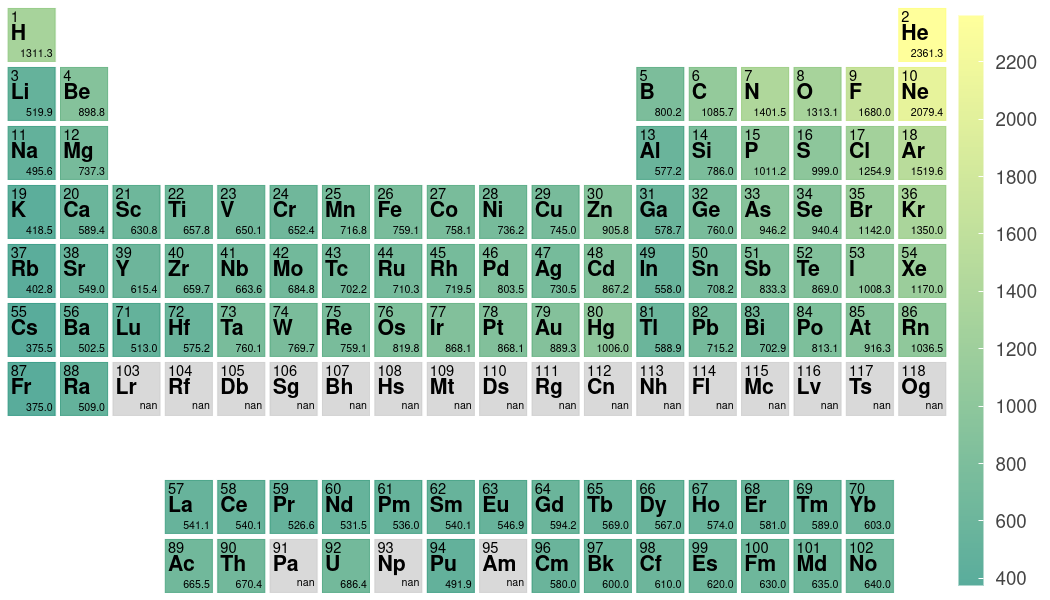 1 2
H He
1311.3 2361.3
3 4 5 6 7 8 9 10
Li Be B C N O F Ne
519.9 898.8 800.2 1085.7 1401.5 1313.1 1680.0 2079.4
11 12 13 14 15 16 17 18
Na Mg Al Si P S Cl Ar
495.6 737.3 577.2 786.0 1011.2 999.0 1254.9 1519.6
19 20 21 22 23 24 25 26 27 28 29 30 31 32 33 34 35 36
K Ca Sc Ti V Cr Mn Fe Co Ni Cu Zn Ga Ge As Se Br Kr
418.5 589.4 630.8 657.8 650.1 652.4 716.8 759.1 758.1 736.2 745.0 905.8 578.7 760.0 946.2 940.4 1142.0 1350.0
37 38 39 40 41 42 43 44 45 46 47 48 49 50 51 52 53 54
Rb Sr Y Zr Nb Mo Tc Ru Rh Pd Ag Cd In Sn Sb Te I Xe
402.8 549.0 615.4 659.7 663.6 684.8 702.2 710.3 719.5 803.5 730.5 867.2 558.0 708.2 833.3 869.0 1008.3 1170.0
55 56 71 72 73 74 75 76 77 78 79 80 81 82 83 84 85 86
Cs Ba Lu Hf Ta W Re Os Ir Pt Au Hg Tl Pb Bi Po At Rn
375.5 502.5 513.0 575.2 760.1 769.7 759.1 819.8 868.1 868.1 889.3 1006.0 588.9 715.2 702.9 813.1 916.3 1036.5
87 88 103 104 105 106 107 108 109 110 111 112 113 114 115 116 117 118
Fr Ra Lr Rf Db Sg Bh Hs Mt Ds Rg Cn Nh Fl Mc Lv Ts Og
375.0 509.0 nan nan nan nan nan nan nan nan nan nan nan nan nan nan nan nan
57 58 59 60 61 62 63 64 65 66 67 68 69 70
La Ce Pr Nd Pm Sm Eu Gd Tb Dy Ho Er Tm Yb
541.1 540.1 526.6 531.5 536.0 540.1 546.9 594.2 569.0 567.0 574.0 581.0 589.0 603.0
89 90 91 92 93 94 95 96 97 98 99 100 101 102
Ac Th Pa U Np Pu Am Cm Bk Cf Es Fm Md No
665.5 670.4 nan 686.4 nan 491.9 nan 580.0 600.0 610.0 620.0 630.0 635.0 640.0
2200
2000
1800
1600
1400
1200
1000
800
600
400